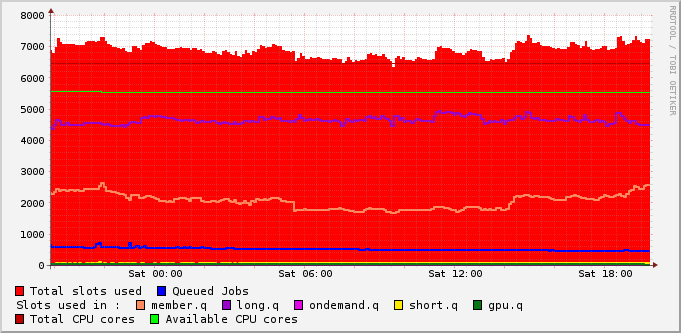 8000
7000
6000
5000
4000
3000
2000
1000
0
Sat 00:00 Sat 06:00 Sat 12:00 Sat 18:00
RRDTOOL / TOBI OETIKER
Total slots used Queued Jobs
Slots used in : member.q long.q ondemand.q short.q gpu.q
Total CPU cores Available CPU cores